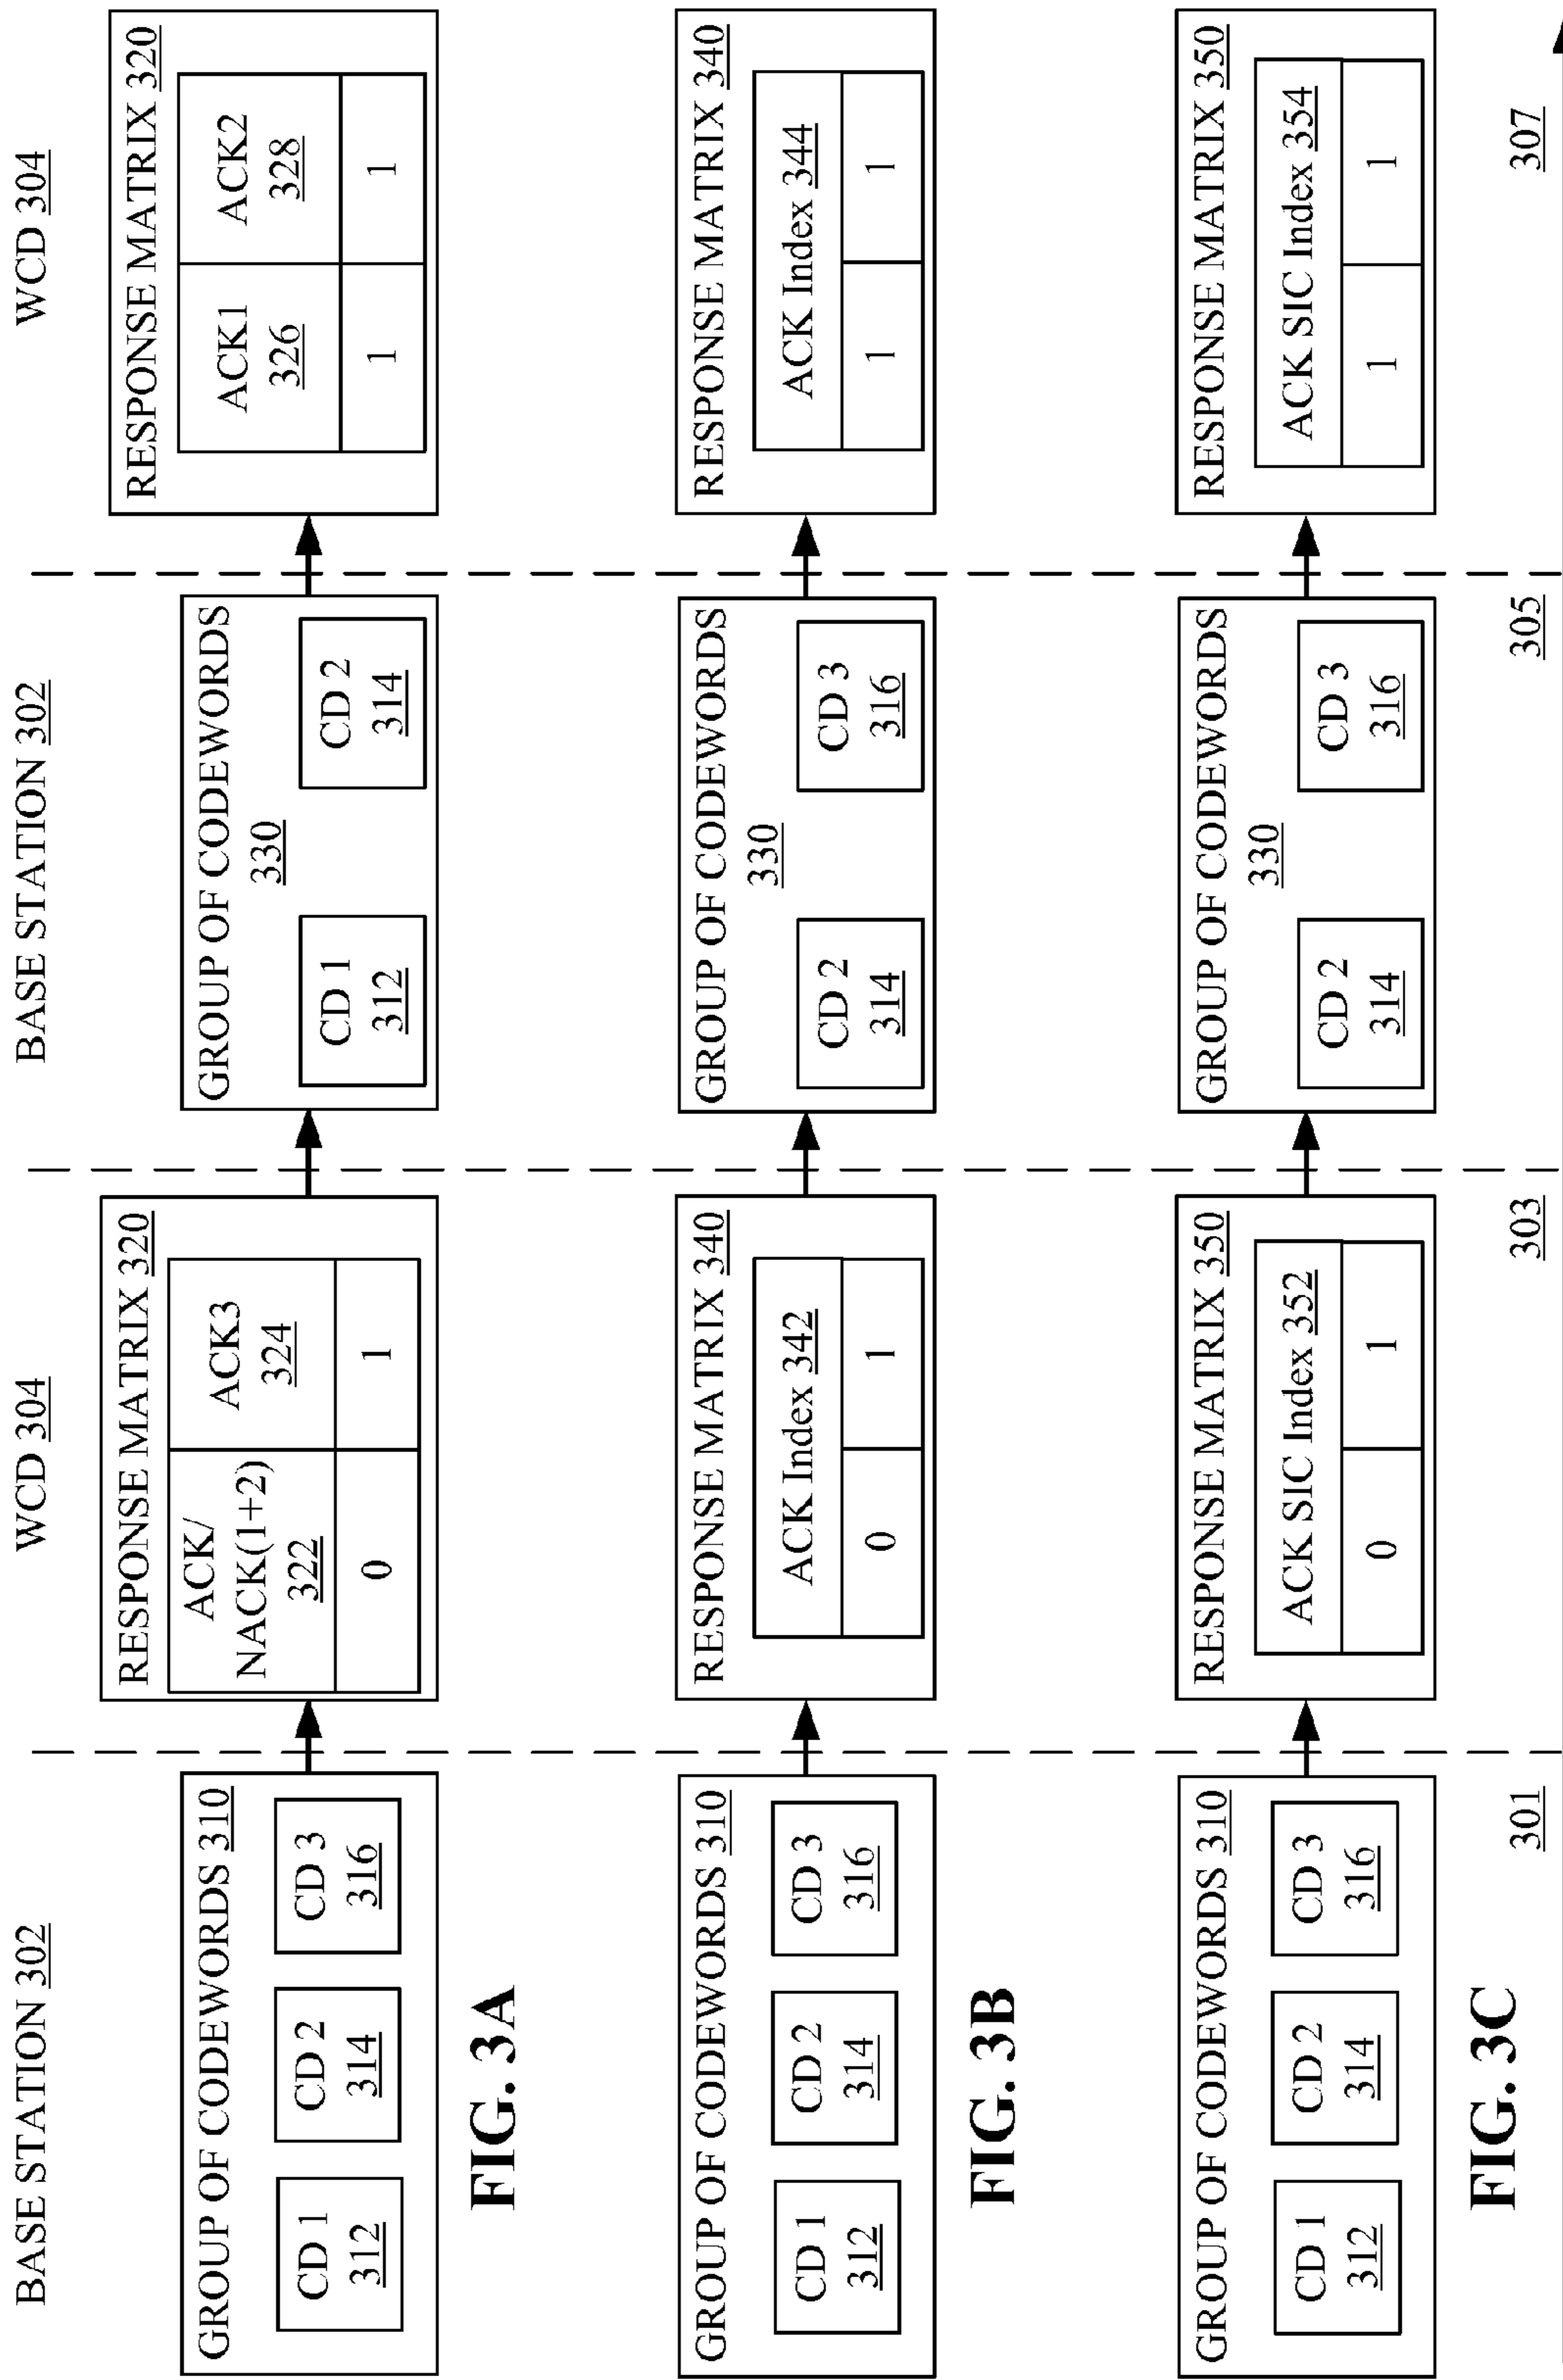 BASE STATION 302
WCD 304
BASE STATION 302
WCD 304
GROUP OF CODEWORDS 310
CD 1
312
CD 2
314
CD 3
316
RESPONSE MATRIX 320
ACK/
NACK(1+2)
322
ACK3
324
0
1
GROUP OF CODEWORDS
330
CD 1
312
CD 2
314
RESPONSE MATRIX 320
ACK1
326
ACK2
328
1
1
FIG. 3A
GROUP OF CODEWORDS 310
CD 1
312
CD 2
314
CD 3
316
RESPONSE MATRIX 340
ACK Index 342
0
1
GROUP OF CODEWORDS
330
CD 2
314
CD 3
316
RESPONSE MATRIX 340
ACK Index 344
1
1
FIG. 3B
GROUP OF CODEWORDS 310
CD 1
312
CD 2
314
CD 3
316
RESPONSE MATRIX 350
ACK SIC Index 352
0
1
GROUP OF CODEWORDS
330
CD 2
314
CD 3
316
RESPONSE MATRIX 350
ACK SIC Index 354
1
1
FIG. 3C
301
303
305
307